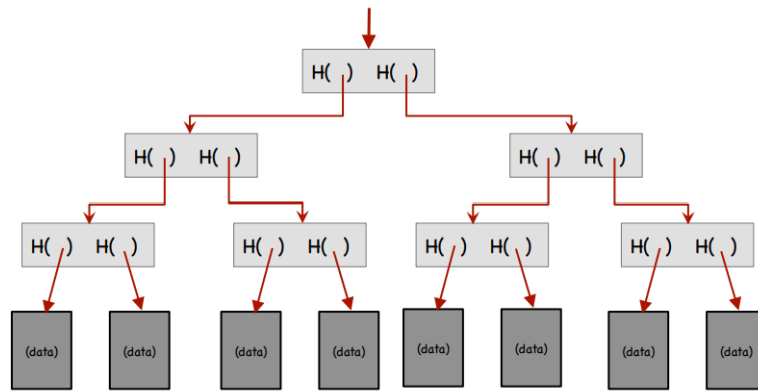 H( ) H( )
H( ) H( ) H( ) H( )
H( ) H( ) H( ) H( ) H( ) H( ) H( ) H( )
(data) (data) (data) (data) (data) (data) (data) (data)